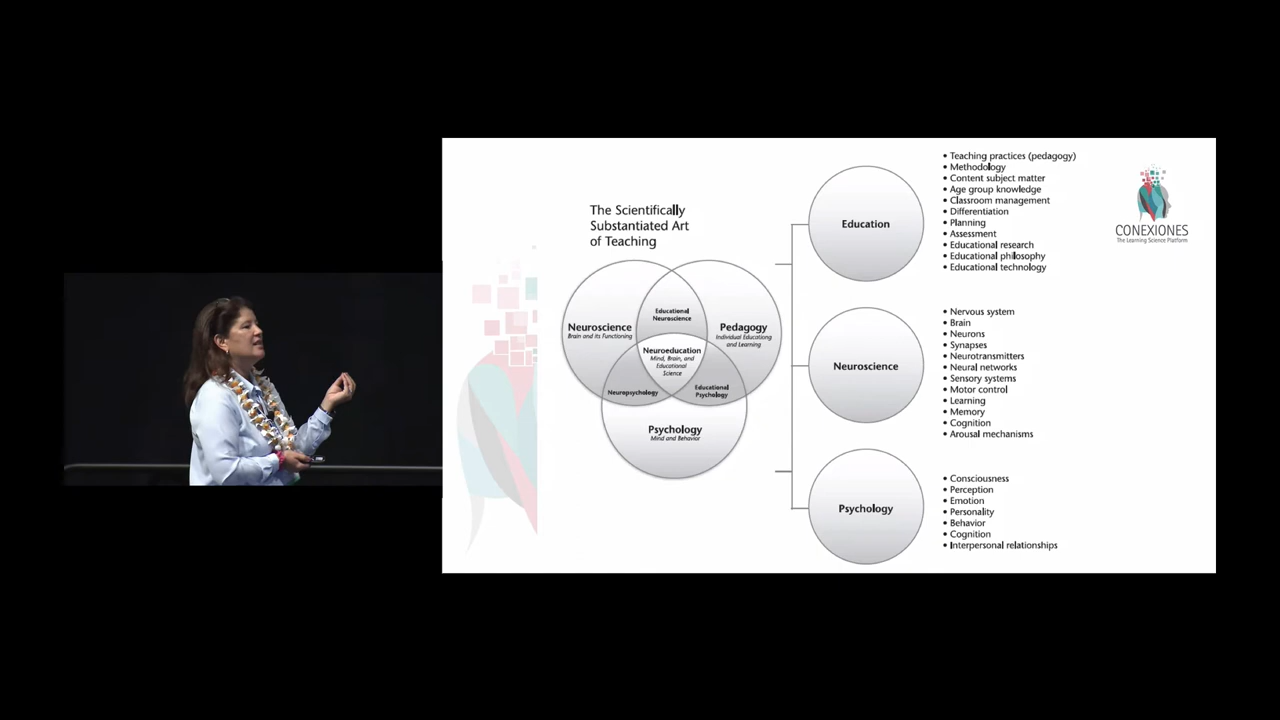 The Scientifically
Substantiated Art
of Teaching
Neuroscience
Brain and its Functioning
Educational
Neuroscience
Pedagogy
Individual Educationg
and Learning
Neuroeducation
Mind, Brain, and
Educational
Science
Neuropsychology
Educational
Psychology
Psychology
Mind and Behavior
Education
• Teaching practices (pedagogy)
• Methodology
• Content subject matter
• Age group knowledge
• Classroom management
• Differentiation
• Planning
• Assessment
• Educational research
• Educational philosophy
• Educational technology
Neuroscience
• Nervous system
• Brain
• Neurons
• Synapses
• Neurotransmitters
• Neural networks
• Sensory systems
• Motor control
• Learning
• Memory
• Cognition
• Arousal mechanisms
Psychology
• Consciousness
• Perception
• Emotion
• Personality
• Behavior
• Cognition
• Interpersonal relationships
CONEXIONES
The Learning Science Platform